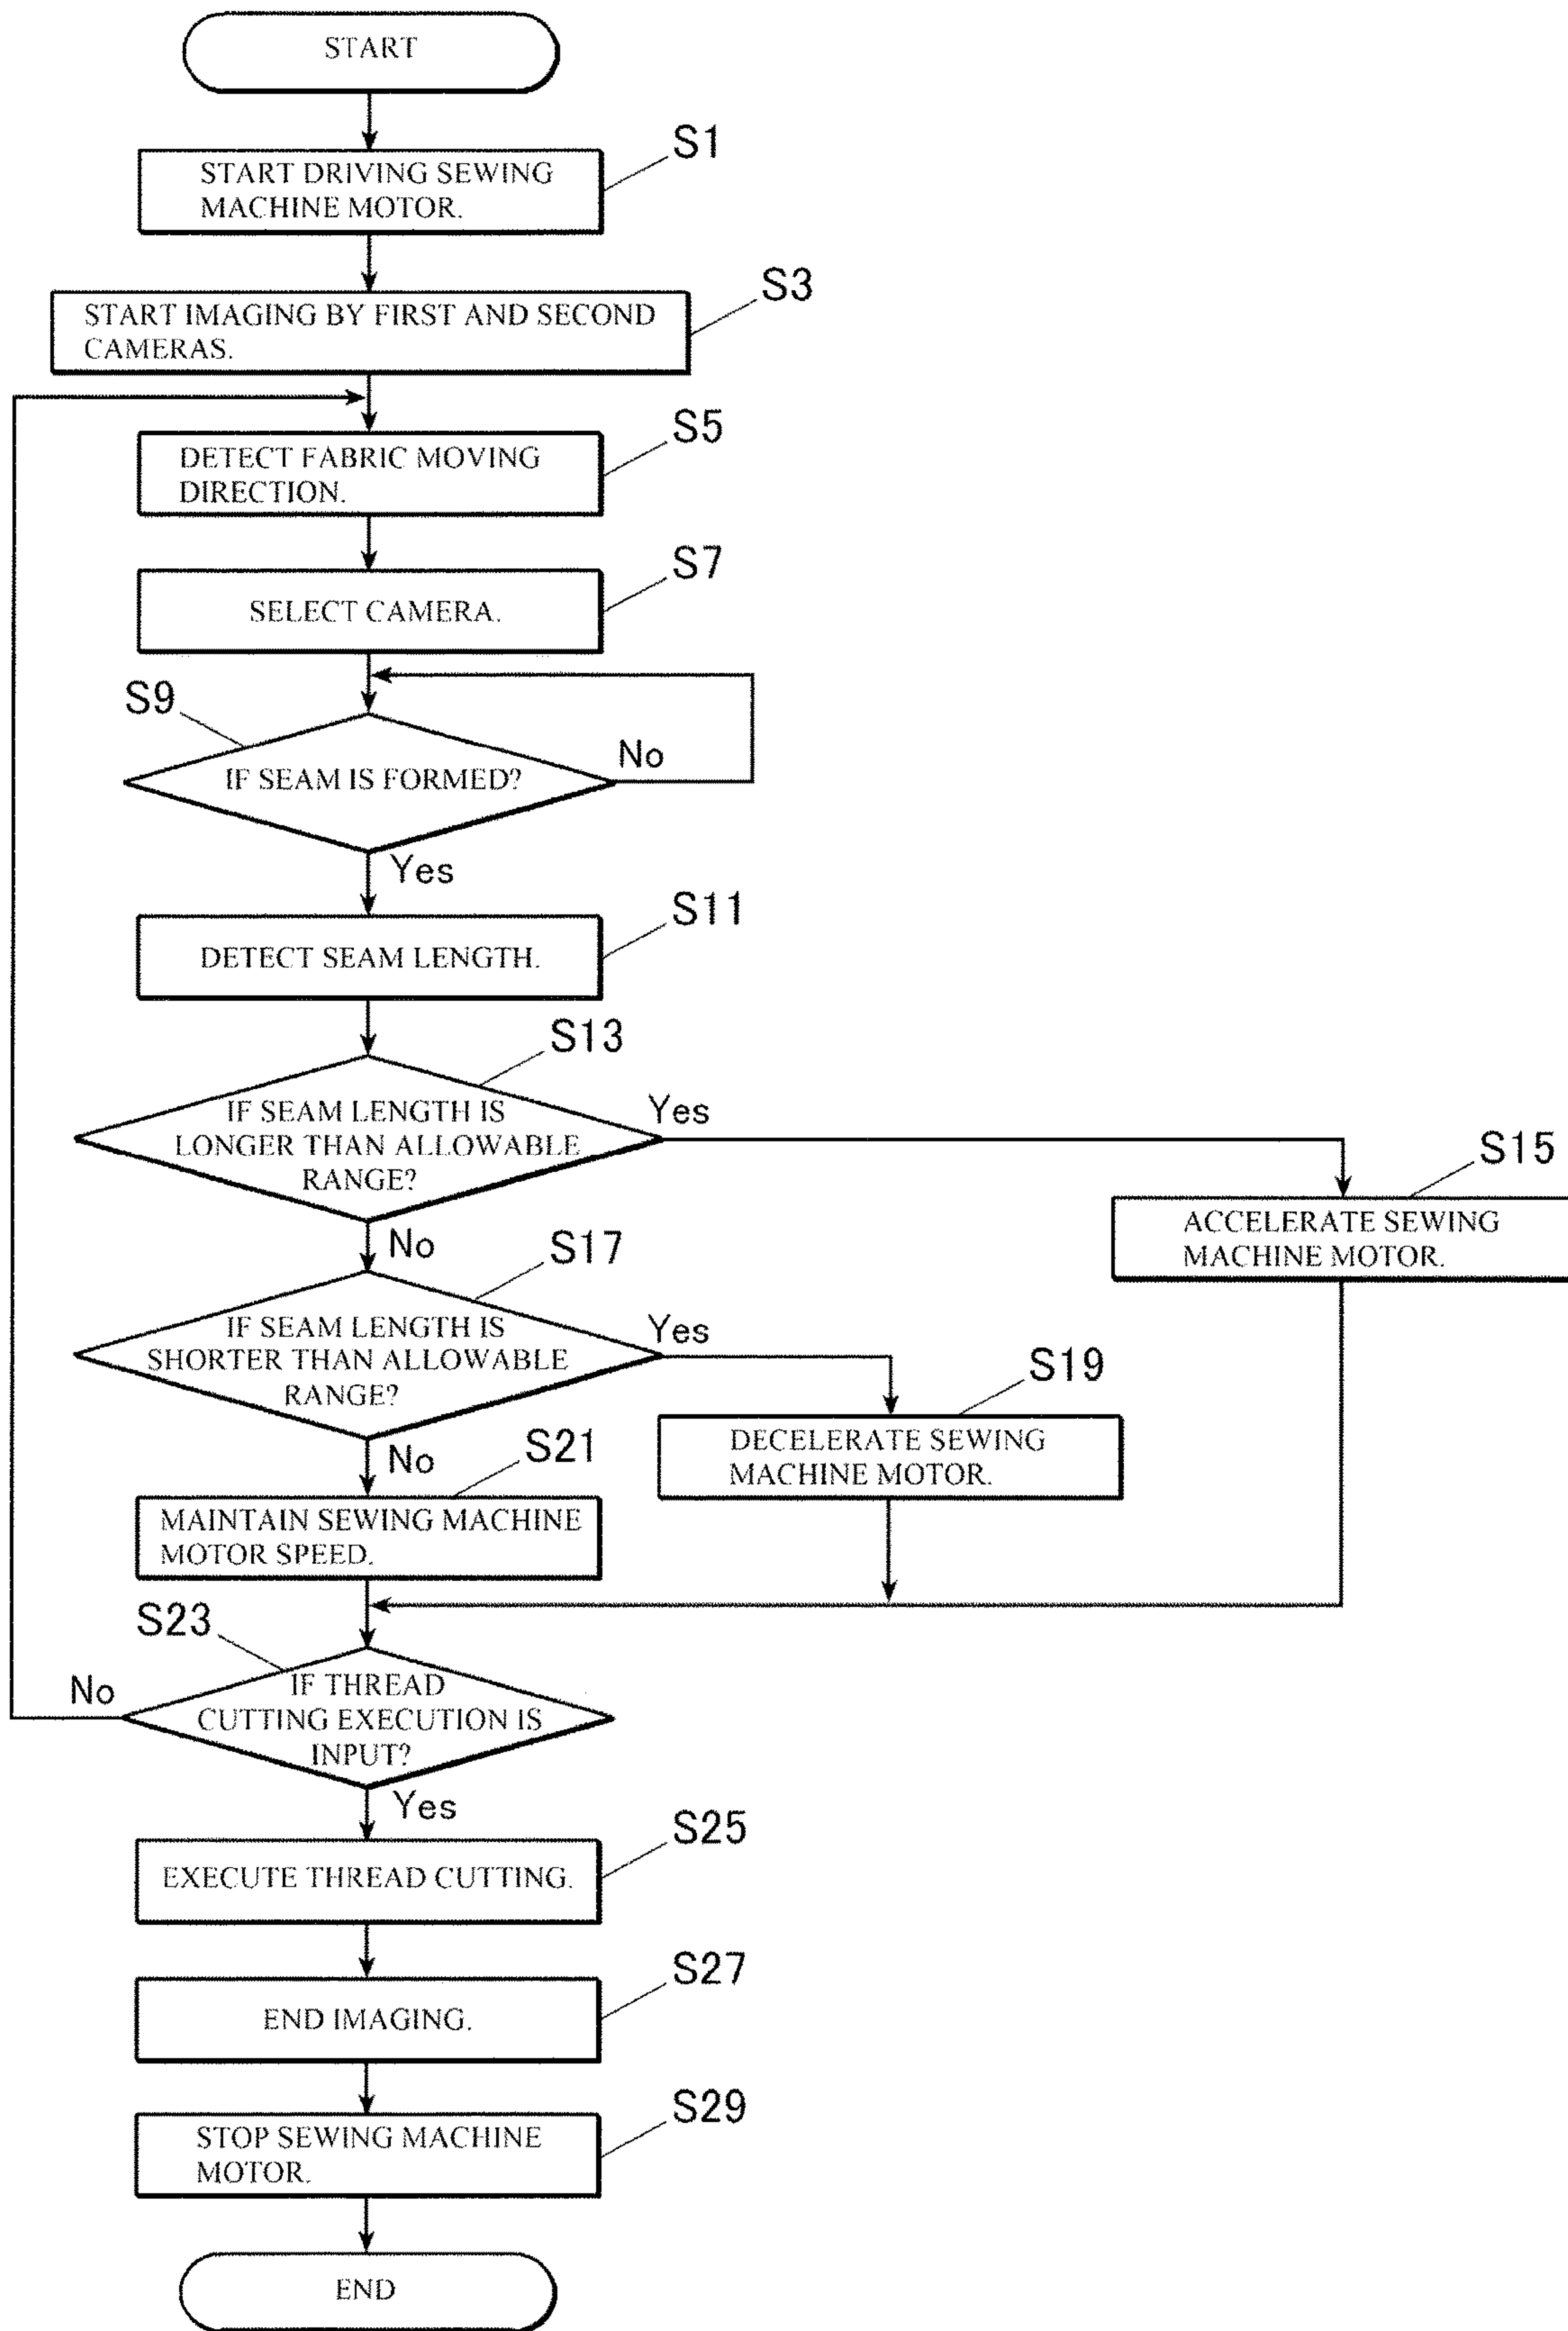 START
S1
START DRIVING SEWING
MACHINE MOTOR.
S3
START IMAGING BY FIRST AND SECOND
CAMERAS.
S5
DETECT FABRIC MOVING
DIRECTION.
S7
SELECT CAMERA.
S9
IF SEAM IS FORMED?
No
Yes
S11
DETECT SEAM LENGTH.
S13
IF SEAM LENGTH IS
LONGER THAN ALLOWABLE
RANGE?
Yes
No
S15
ACCELERATE SEWING
MACHINE MOTOR.
S17
IF SEAM LENGTH IS
SHORTER THAN ALLOWABLE
RANGE?
Yes
No
S19
DECELERATE SEWING
MACHINE MOTOR.
S21
MAINTAIN SEWING MACHINE
MOTOR SPEED.
S23
IF THREAD
CUTTING EXECUTION IS
INPUT?
No
Yes
S25
EXECUTE THREAD CUTTING.
S27
END IMAGING.
S29
STOP SEWING MACHINE
MOTOR.
END